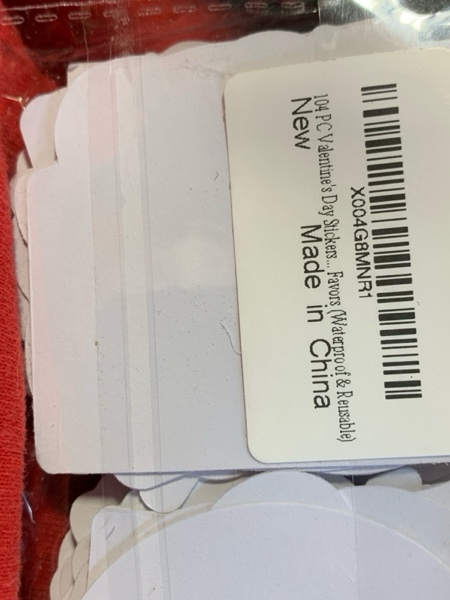 X004G8MNR1
104 PC Valentine's Day Stickers... Favors (Waterproof & Reusable)
New Made in China